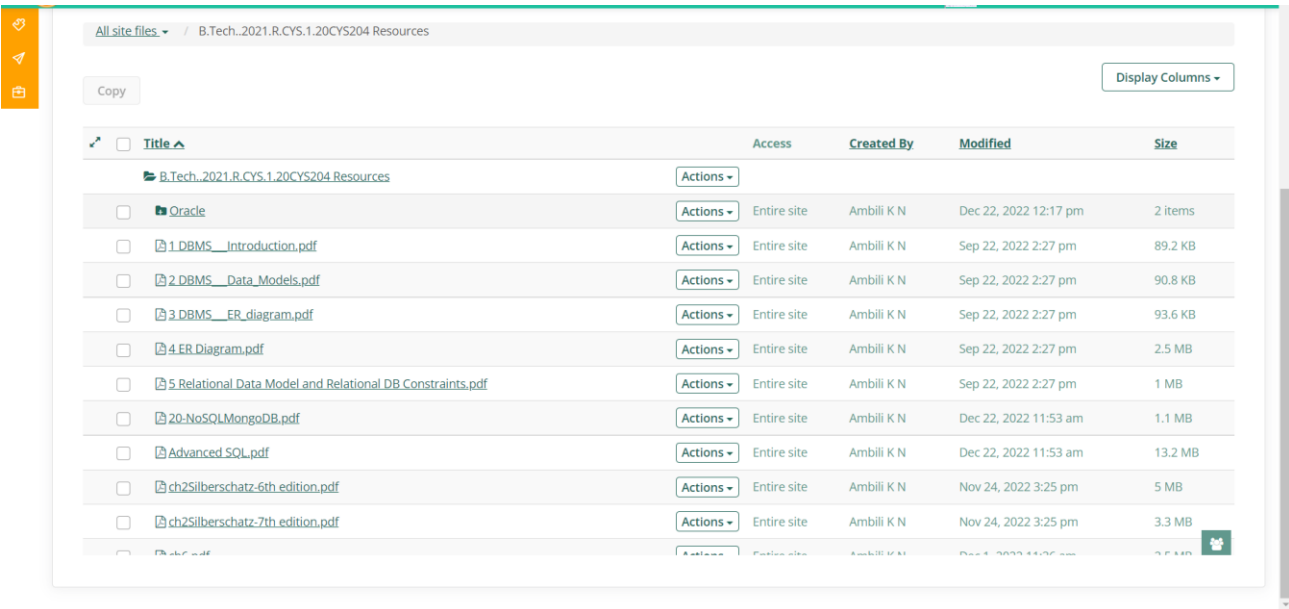 All site files / B.Tech..2021.R.CYS.1.20CYS204 Resources
Display Columns
Copy
Title Access Created By Modified Size
B.Tech..2021.R.CYS.1.20CYS204 Resources Actions
Oracle Actions Entire site Ambili K N Dec 22, 2022 12:17 pm 2 items
1 DBMS___Introduction.pdf Actions Entire site Ambili K N Sep 22, 2022 2:27 pm 89.2 KB
2 DBMS___Data_Models.pdf Actions Entire site Ambili K N Sep 22, 2022 2:27 pm 90.8 KB
3 DBMS___ER_diagram.pdf Actions Entire site Ambili K N Sep 22, 2022 2:27 pm 93.6 KB
4 ER Diagram.pdf Actions Entire site Ambili K N Sep 22, 2022 2:27 pm 2.5 MB
5 Relational Data Model and Relational DB Constraints.pdf Actions Entire site Ambili K N Sep 22, 2022 2:27 pm 1 MB
20-NoSQLMongoDB.pdf Actions Entire site Ambili K N Dec 22, 2022 11:53 am 1.1 MB
Advanced SQL.pdf Actions Entire site Ambili K N Dec 22, 2022 11:53 am 13.2 MB
ch2Silberschatz-6th edition.pdf Actions Entire site Ambili K N Nov 24, 2022 3:25 pm 5 MB
ch2Silberschatz-7th edition.pdf Actions Entire site Ambili K N Nov 24, 2022 3:25 pm 3.3 MB
Actions Entire site Ambili K N